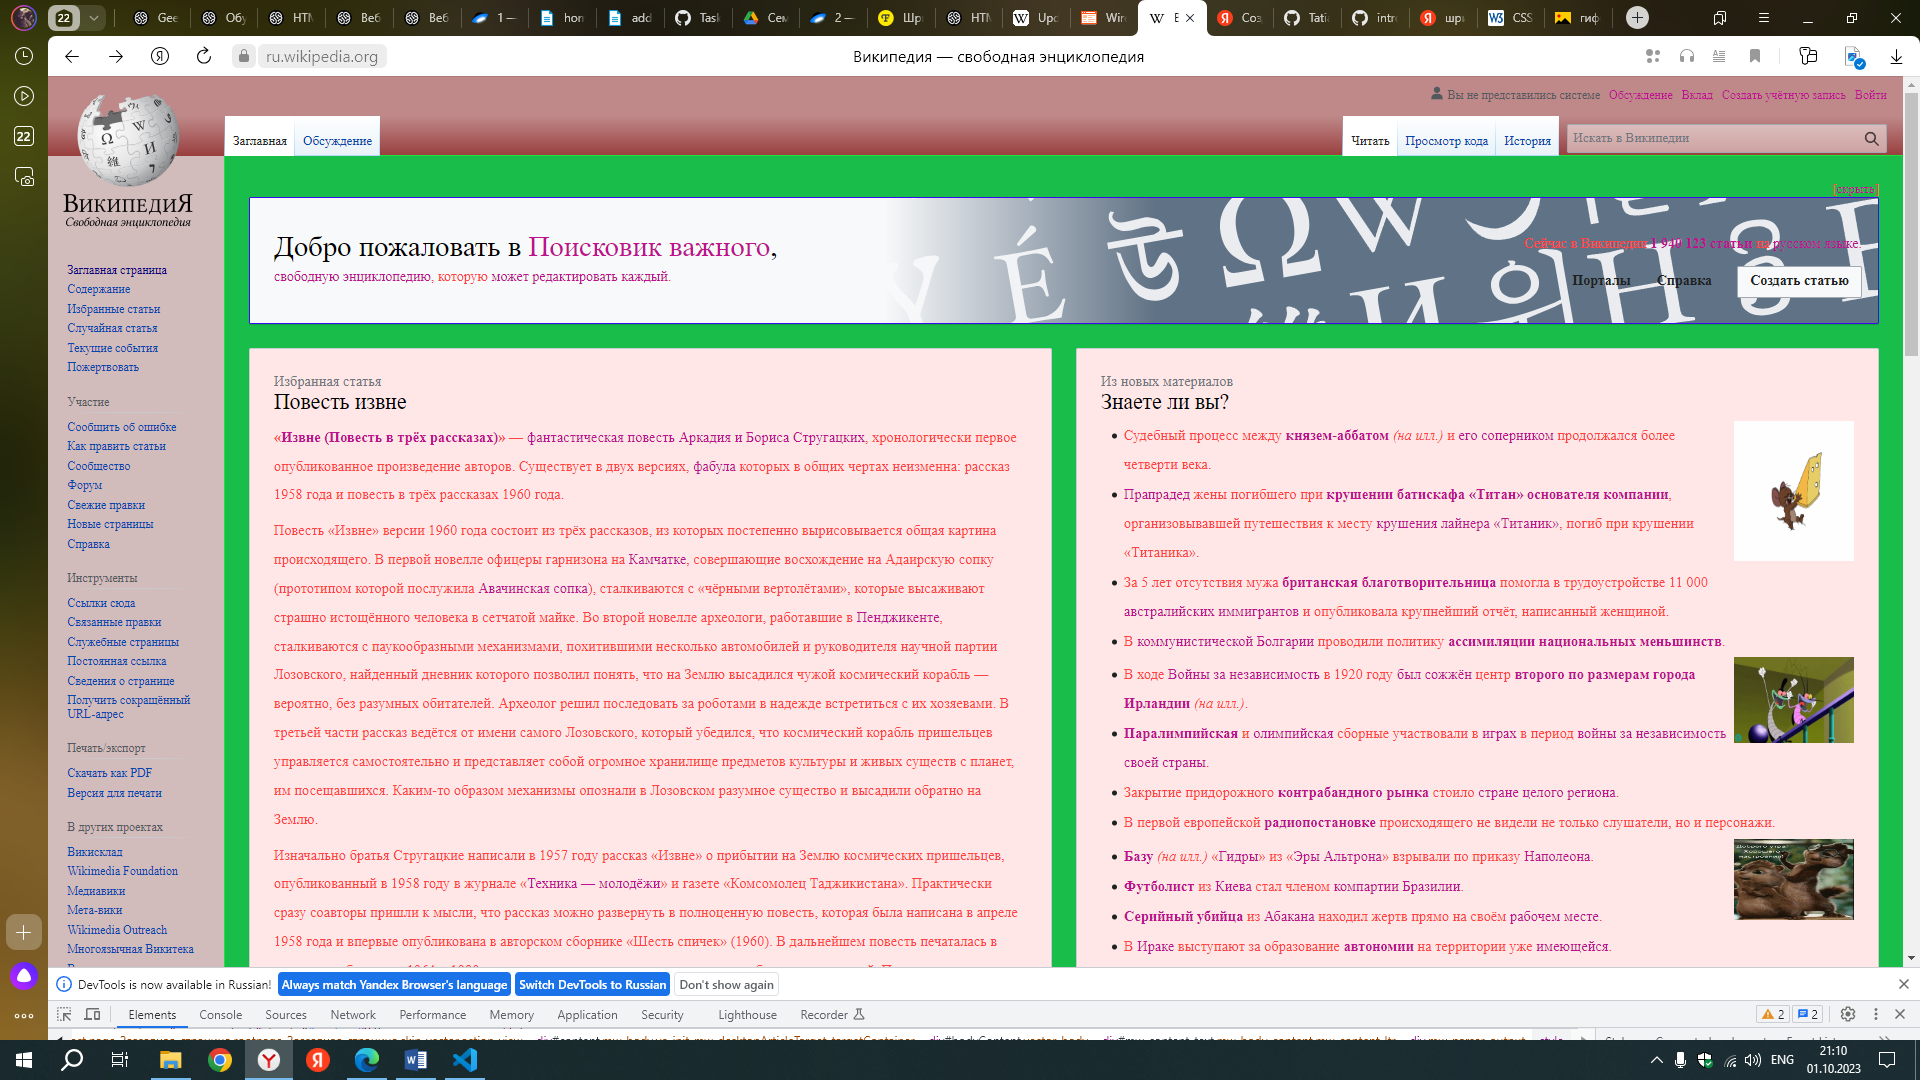 22
Gee
Обу
HTM
Веб
Веб
1 —
hor
add
Task
Сем
2 —
Шри
HTM
Upc
Wire
Соз
Tati
intro
шри
CSS
гиф
ru.wikipedia.org
Википедия — свободная энциклопедия
22
Вы не представились системе Обсуждение Вклад Создать учётную запись Войти
Заглавная Обсуждение
Читать Просмотр кода История
Искать в Википедии
ВикипедиЯ
Свободная энциклопедия
Заглавная страница
Содержание
Избранные статьи
Случайная статья
Текущие события
Пожертвовать
Участие
Сообщить об ошибке
Как править статьи
Сообщество
Форум
Свежие правки
Новые страницы
Справка
Инструменты
Ссылки сюда
Связанные правки
Служебные страницы
Постоянная ссылка
Сведения о странице
Получить сокращённый
URL-адрес
Печать/экспорт
Скачать как PDF
Версия для печати
В других проектах
Викисклад
Wikimedia Foundation
Медиавики
Мета-вики
Wikimedia Outreach
Многоязычная Викитека
[скрыть]
Добро пожаловать в Поисковик важного,
свободную энциклопедию, которую может редактировать каждый.
Сейчас в Википедии 1 940 123 статьи на русском языке.
Порталы Справка Создать статью
Избранная статья
Повесть извне
«Извне (Повесть в трёх рассказах)» — фантастическая повесть Аркадия и Бориса Стругацких, хронологически первое
опубликованное произведение авторов. Существует в двух версиях, фабула которых в общих чертах неизменна: рассказ
1958 года и повесть в трёх рассказах 1960 года.
Повесть «Извне» версии 1960 года состоит из трёх рассказов, из которых постепенно вырисовывается общая картина
происходящего. В первой новелле офицеры гарнизона на Камчатке, совершающие восхождение на Адаирскую сопку
(прототипом которой послужила Авачинская сопка), сталкиваются с «чёрными вертолётами», которые высаживают
страшно истощённого человека в сетчатой майке. Во второй новелле археологи, работавшие в Пенджикенте,
сталкиваются с паукообразными механизмами, похитившими несколько автомобилей и руководителя научной партии
Лозовского, найденный дневник которого позволил понять, что на Землю высадился чужой космический корабль —
вероятно, без разумных обитателей. Археолог решил последовать за роботами в надежде встретиться с их хозяевами. В
третьей части рассказ ведётся от имени самого Лозовского, который убедился, что космический корабль пришельцев
управляется самостоятельно и представляет собой огромное хранилище предметов культуры и живых существ с планет,
им посещавшихся. Каким-то образом механизмы опознали в Лозовском разумное существо и высадили обратно на
Землю.
Изначально братья Стругацкие написали в 1957 году рассказ «Извне» о прибытии на Землю космических пришельцев,
опубликованный в 1958 году в журнале «Техника — молодёжи» и газете «Комсомолец Таджикистана». Практически
сразу соавторы пришли к мысли, что рассказ можно развернуть в полноценную повесть, которая была написана в апреле
1958 года и впервые опубликована в авторском сборнике «Шесть спичек» (1960). В дальнейшем повесть печаталась в
Из новых материалов
Знаете ли вы?
Судебный процесс между князем-аббатом (на илл.) и его соперником продолжался более
четверти века.
Прапрадед жены погибшего при крушении батискафа «Титан» основателя компании,
организовывавшей путешествия к месту крушения лайнера «Титаник», погиб при крушении
«Титаника».
За 5 лет отсутствия мужа британская благотворительница помогла в трудоустройстве 11 000
австралийских иммигрантов и опубликовала крупнейший отчёт, написанный женщиной.
В коммунистической Болгарии проводили политику ассимиляции национальных меньшинств.
В ходе Войны за независимость в 1920 году был сожжён центр второго по размерам города
Ирландии (на илл.).
Паралимпийская и олимпийская сборные участвовали в играх в период войны за независимость
своей страны.
Закрытие придорожного контрабандного рынка стоило стране целого региона.
В первой европейской радиопостановке происходящего не видели не только слушатели, но и персонажи.
Базу (на илл.) «Гидры» из «Эры Альтрона» взрывали по приказу Наполеона.
Футболист из Киева стал членом компартии Бразилии.
Серийный убийца из Абакана находил жертв прямо на своём рабочем месте.
В Ираке выступают за образование автономии на территории уже имеющейся.
DevTools is now available in Russian! Always match Yandex Browser's language Switch DevTools to Russian Don't show again
Elements Console Sources Network Performance Memory Application Security Lighthouse Recorder 2 2
ENG
21:10
01.10.2023